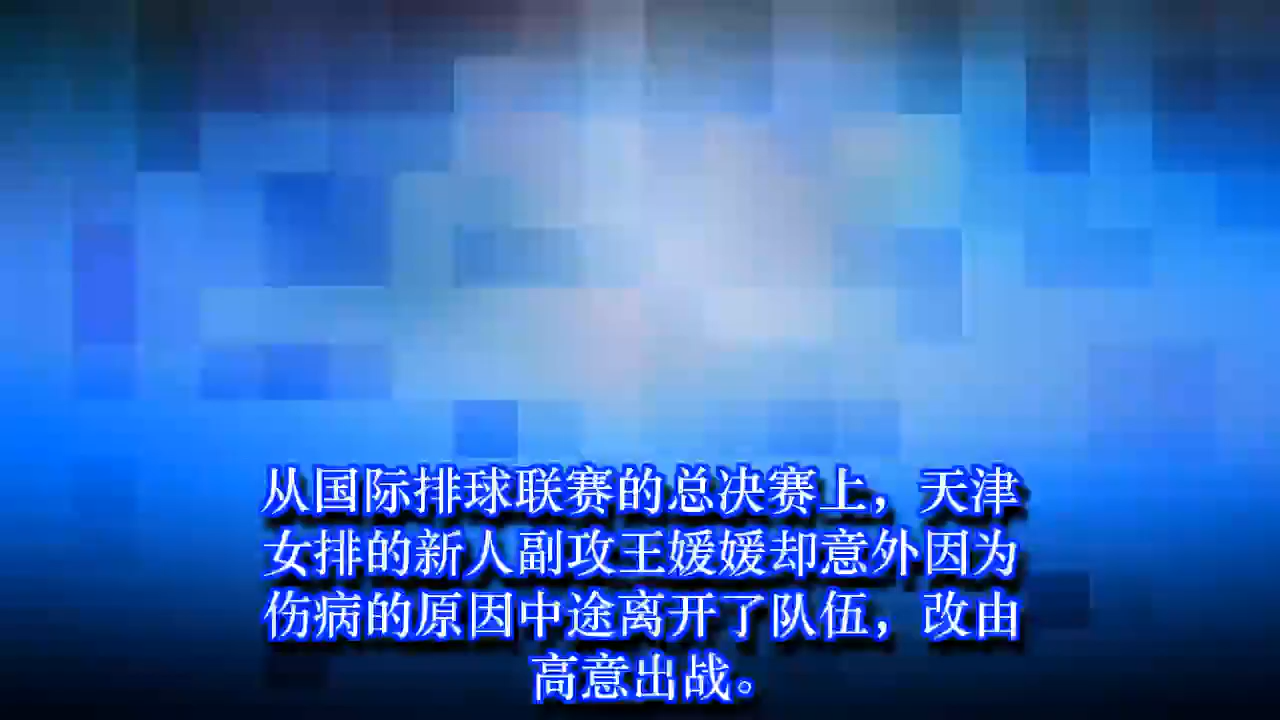 从国际排球联赛的总决赛上，天津
女排的新人副攻王媛媛却意外因为
伤病的原因中途离开了队伍，改由
高意出战。